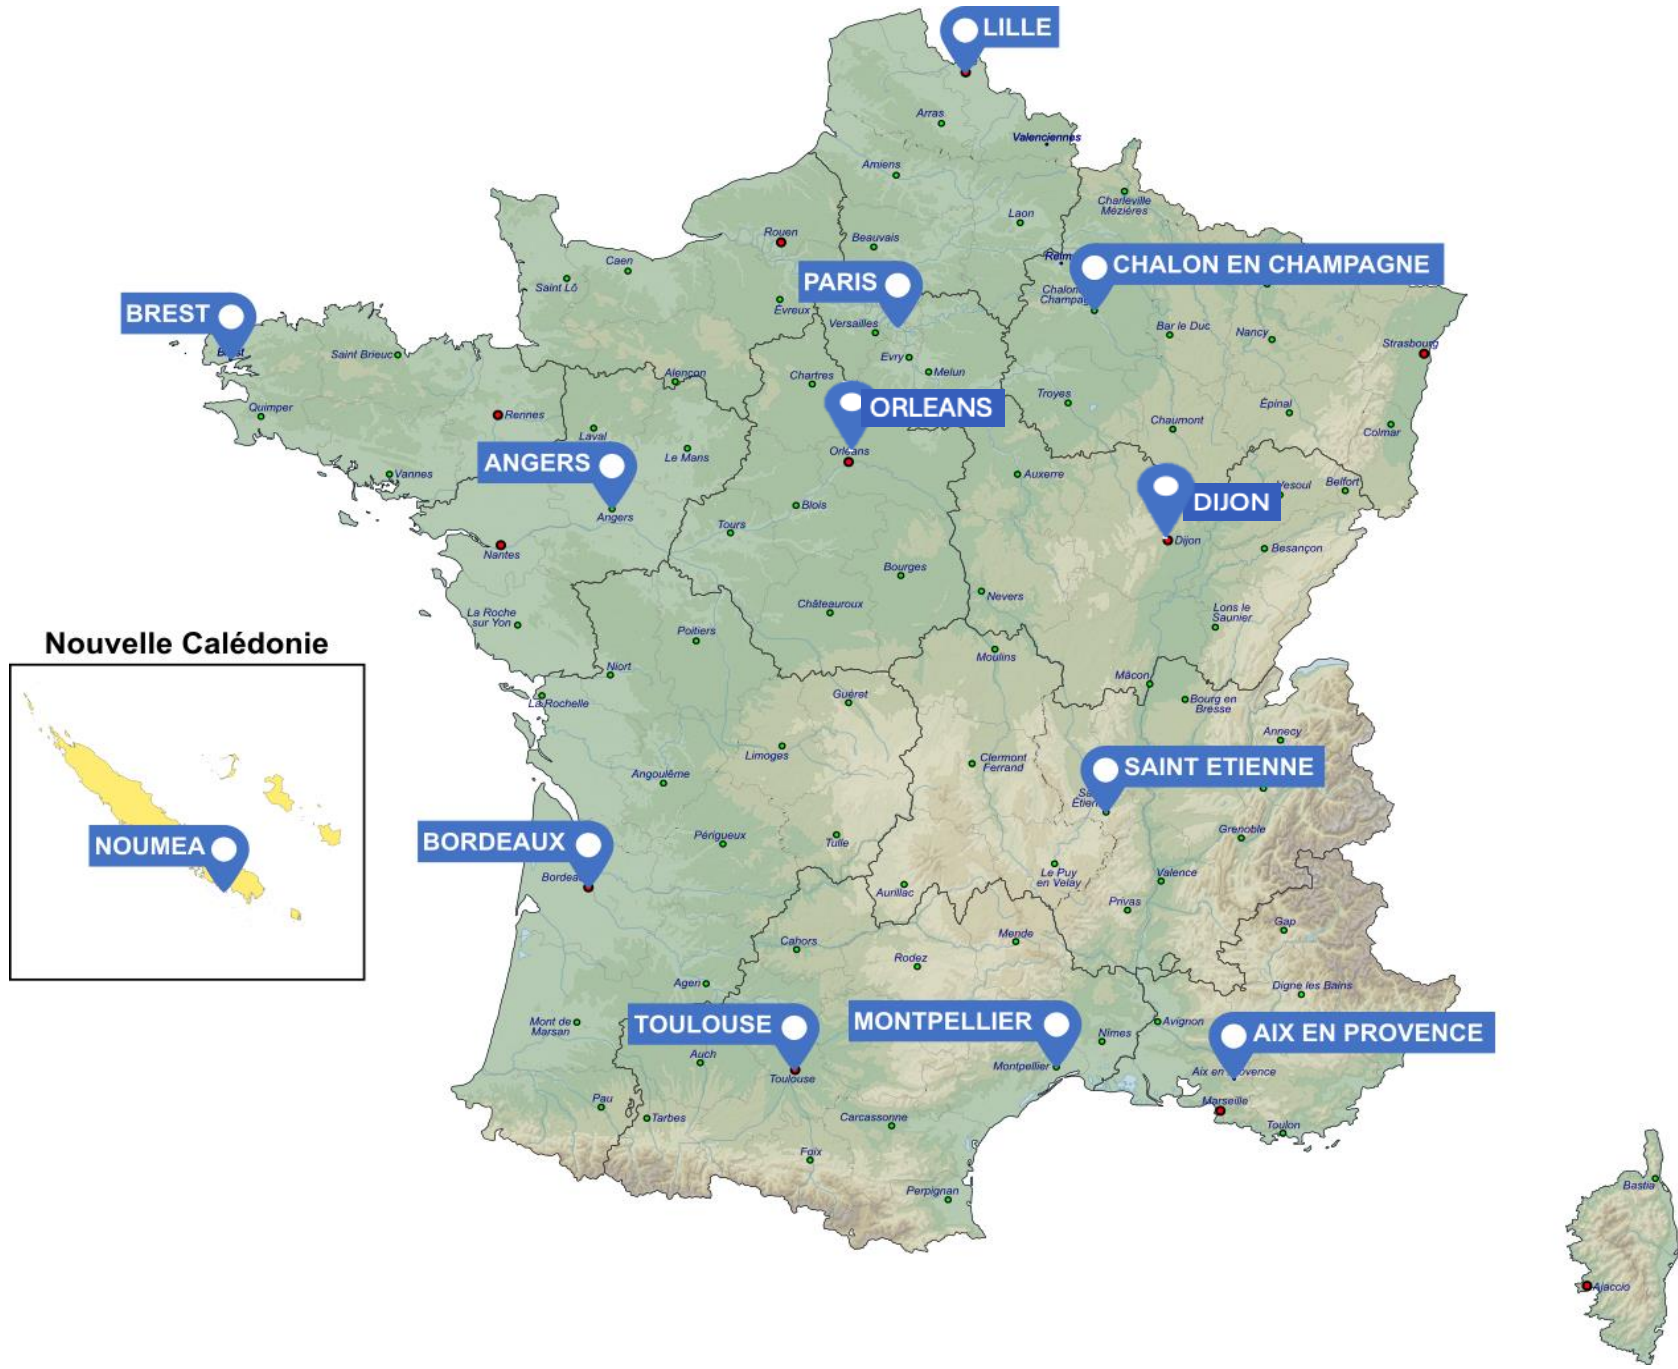 LILLE
Arras
Valenciennes
Amiens
Charleville
Mézières
Laon
Rouen
Beauvais
CHALON EN CHAMPAGNE
Caen
Saint Lô
PARIS
Évreux
Versailles
BREST
Bar le Duc
Nancy
Strasbourg
Saint Brieuc
Evry
Melun
Alençon
Chartres
Troyes
Épinal
Quimper
ORLEANS
Rennes
Chaumont
Colmar
Laval
Le Mans
Orléans
ANGERS
Vannes
Auxerre
Vesoul
Belfort
DIJON
Blois
Angers
Tours
Dijon
Besançon
Nantes
Bourges
Châteauroux
Nevers
La Roche
sur Yon
Lons le
Saunier
Poitiers
Nouvelle Calédonie
Moulins
Niort
Mâcon
Guéret
La Rochelle
Bourg en
Bresse
Annecy
Limoges
Clermont
Ferrand
SAINT ETIENNE
Angoulême
Grenoble
Périgueux
Tulle
BORDEAUX
NOUMEA
Le Puy
en Velay
Valence
Aurillac
Privas
Gap
Mende
Cahors
Rodez
Agen
Digne les Bains
Mont de
Marsan
TOULOUSE
MONTPELLIER
Avignon
Nîmes
AIX EN PROVENCE
Auch
Montpellier
Toulouse
Marseille
Pau
Tarbes
Carcassonne
Toulon
Foix
Perpignan
Bastia
Ajaccio